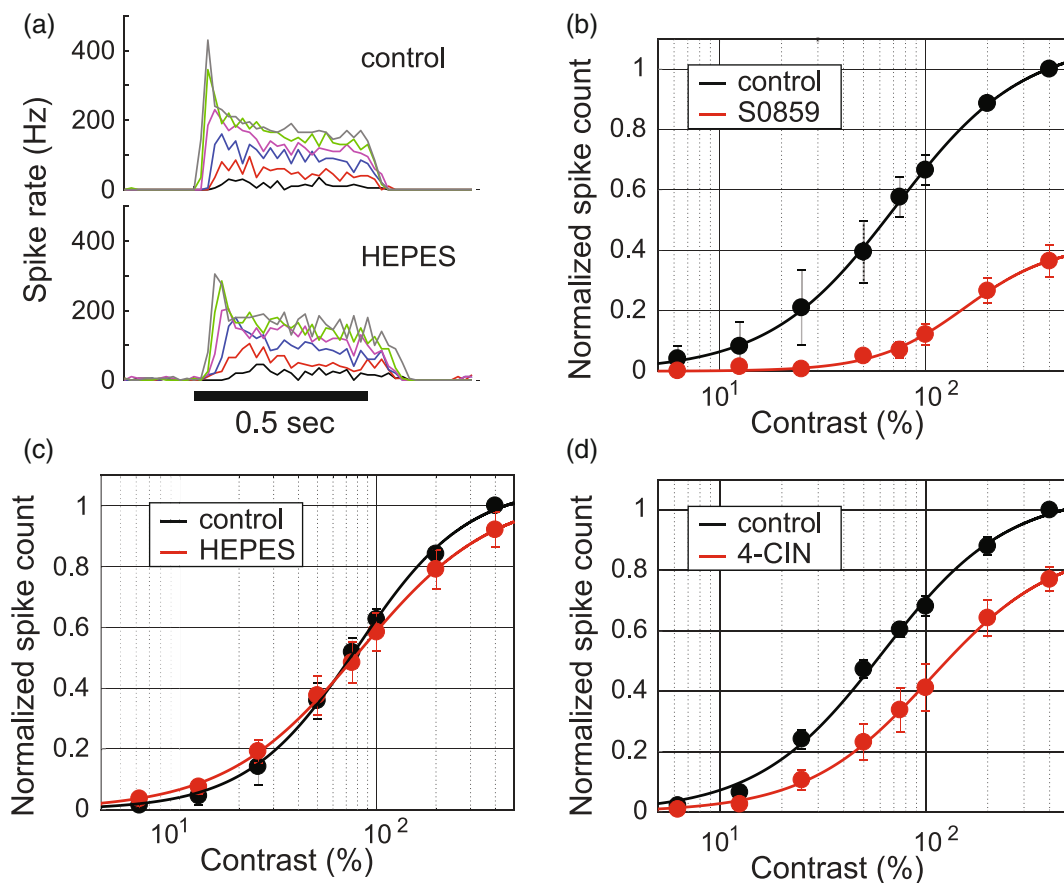 (a)
Spike rate (Hz)
400
200
0
control
400
200
0
HEPES
0.5 sec
(b)
Normalized spike count
1
0.8
0.6
0.4
0.2
0
control
S0859
10^1
10^2
Contrast (%)
(c)
Normalized spike count
1
0.8
0.6
0.4
0.2
0
control
HEPES
10^1
10^2
Contrast (%)
(d)
Normalized spike count
1
0.8
0.6
0.4
0.2
0
control
4-CIN
10^1
10^2
Contrast (%)